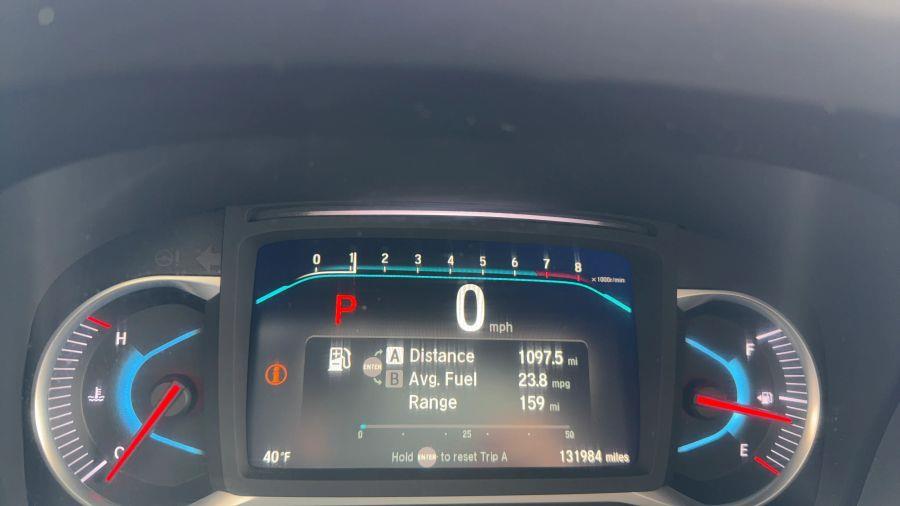 0 1 2 3 4 5 6 7 8
×1000r/min
P 0 mph
H
F
A Distance 1097.5 mi
ENTER
B Avg. Fuel 23.8 mpg
Range 159 mi
C
E
0 25 50
40°F Hold ENTER to reset Trip A 131984 miles